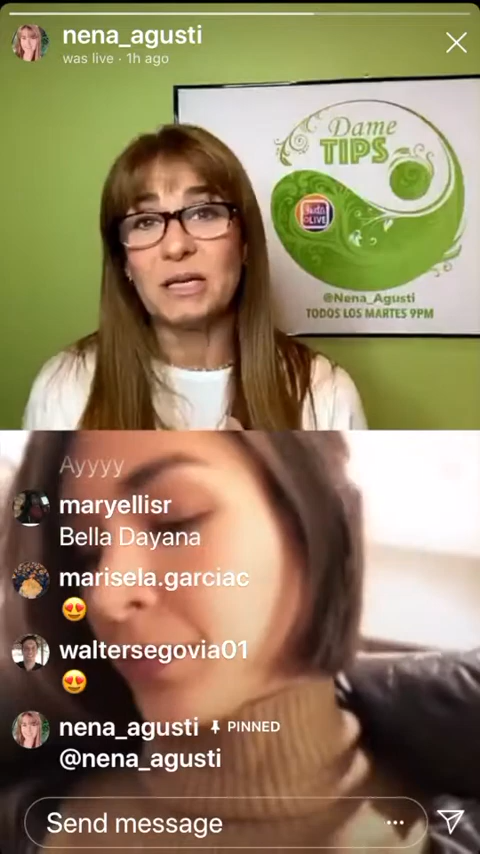 nena_agusti
was live · 1h ago
Dame
TIPS
LIVE
@Nena_Agusti
TODOS LOS MARTES 9PM
Ayyyy
maryellisr
Bella Dayana
marisela.garciac
😍
waltersegovia01
😍
nena_agusti PINNED
@nena_agusti
Send message